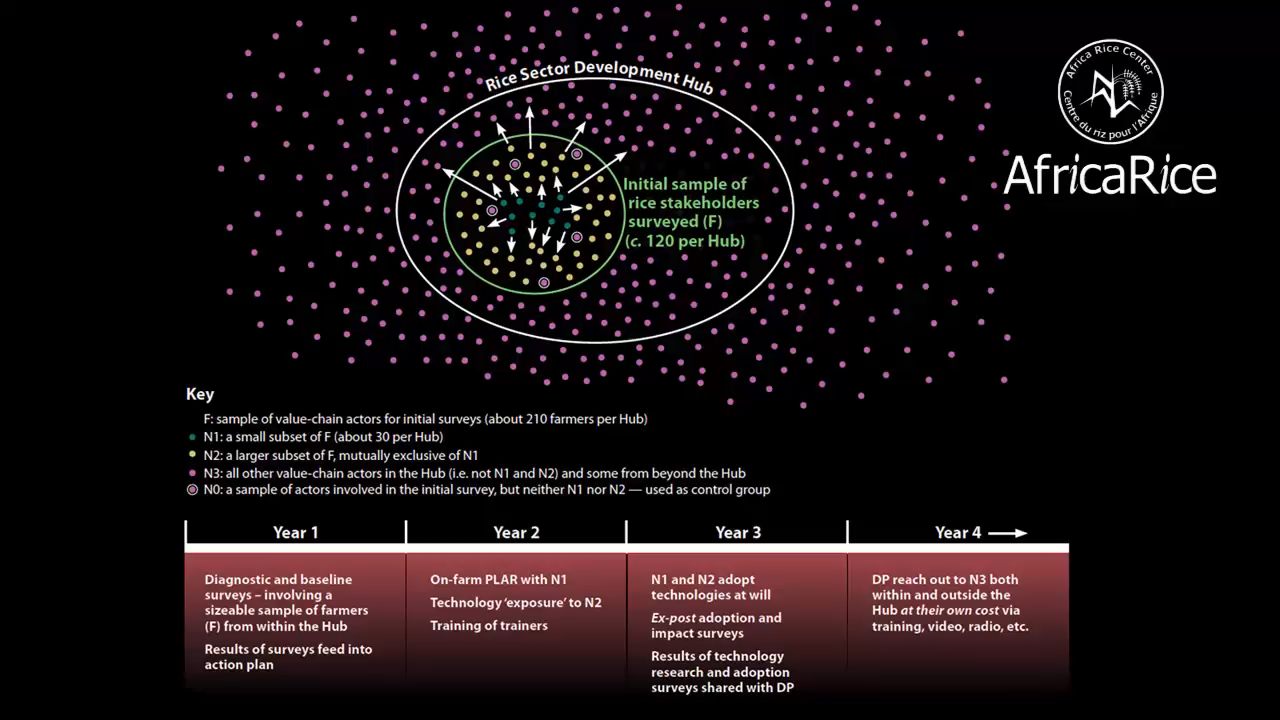 Rice Sector Development Hub
Africa Rice Center
Centre du riz pour l'Afrique
AfricaRice
Initial sample of
rice stakeholders
surveyed (F)
(c. 120 per Hub)
Key
F: sample of value-chain actors for initial surveys (about 210 farmers per Hub)
N1: a small subset of F (about 30 per Hub)
N2: a larger subset of F, mutually exclusive of N1
N3: all other value-chain actors in the Hub (i.e. not N1 and N2) and some from beyond the Hub
N0: a sample of actors involved in the initial survey, but neither N1 nor N2 — used as control group
Year 1
Year 2
Year 3
Year 4
Diagnostic and baseline
surveys – involving a
sizeable sample of farmers
(F) from within the Hub
Results of surveys feed into
action plan
On-farm PLAR with N1
Technology ‘exposure’ to N2
Training of trainers
N1 and N2 adopt
technologies at will
Ex-post adoption and
impact surveys
Results of technology
research and adoption
surveys shared with DP
DP reach out to N3 both
within and outside the
Hub at their own cost via
training, video, radio, etc.